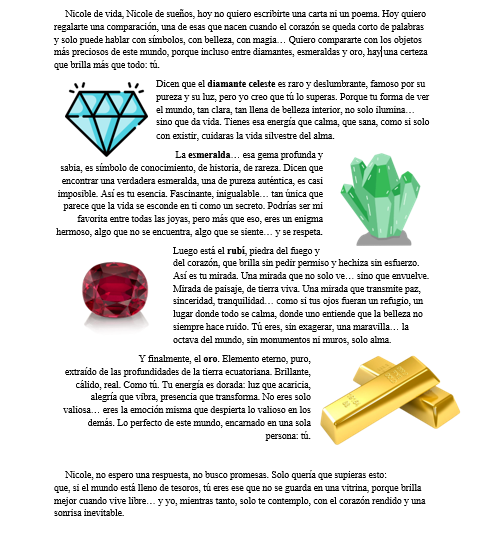 Nicole de vida, Nicole de sueños, hoy no quiero escribirte una carta ni un poema. Hoy quiero
regalarte una comparación, una de esas que nacen cuando el corazón se queda corto de palabras
y solo puede hablar con símbolos, con belleza, con magia… Quiero compararte con los objetos
más preciosos de este mundo, porque incluso entre diamantes, esmeraldas y oro, hay una certeza
que brilla más que todo: tú.
Dicen que el diamante celeste es raro y deslumbrante, famoso por su
pureza y su luz, pero yo creo que tú lo superas. Porque tu forma de ver
el mundo, tan clara, tan llena de belleza interior, no solo ilumina…
sino que da vida. Tienes esa energía que calma, que sana, como si solo
con existir, cuidaras la vida silvestre del alma.
La esmeralda… esa gema profunda y
sabia, es símbolo de conocimiento, de historia, de rareza. Dicen que
encontrar una verdadera esmeralda, una de pureza auténtica, es casi
imposible. Así es tu esencia. Fascinante, inigualable… tan única que
parece que la vida se esconde en ti como un secreto. Podrías ser mi
favorita entre todas las joyas, pero más que eso, eres un enigma
hermoso, algo que no se encuentra, algo que se siente… y se respeta.
Luego está el rubí, piedra del fuego y
del corazón, que brilla sin pedir permiso y hechiza sin esfuerzo.
Así es tu mirada. Una mirada que no solo ve… sino que envuelve.
Mirada de paisaje, de tierra viva. Una mirada que transmite paz,
sinceridad, tranquilidad… como si tus ojos fueran un refugio, un
lugar donde todo se calma, donde uno entiende que la belleza no
siempre hace ruido. Tú eres, sin exagerar, una maravilla… la
octava del mundo, sin monumentos ni muros, solo alma.
Y finalmente, el oro. Elemento eterno, puro,
extraído de las profundidades de la tierra ecuatoriana. Brillante,
cálido, real. Como tú. Tu energía es dorada: luz que acaricia,
alegría que vibra, presencia que transforma. No eres solo
valiosa… eres la emoción misma que despierta lo valioso en los
demás. Lo perfecto de este mundo, encarnado en una sola
persona: tú.
Nicole, no espero una respuesta, no busco promesas. Solo quería que supieras esto:
que, si el mundo está lleno de tesoros, tú eres ese que no se guarda en una vitrina, porque brilla
mejor cuando vive libre… y yo, mientras tanto, solo te contemplo, con el corazón rendido y una
sonrisa inevitable.